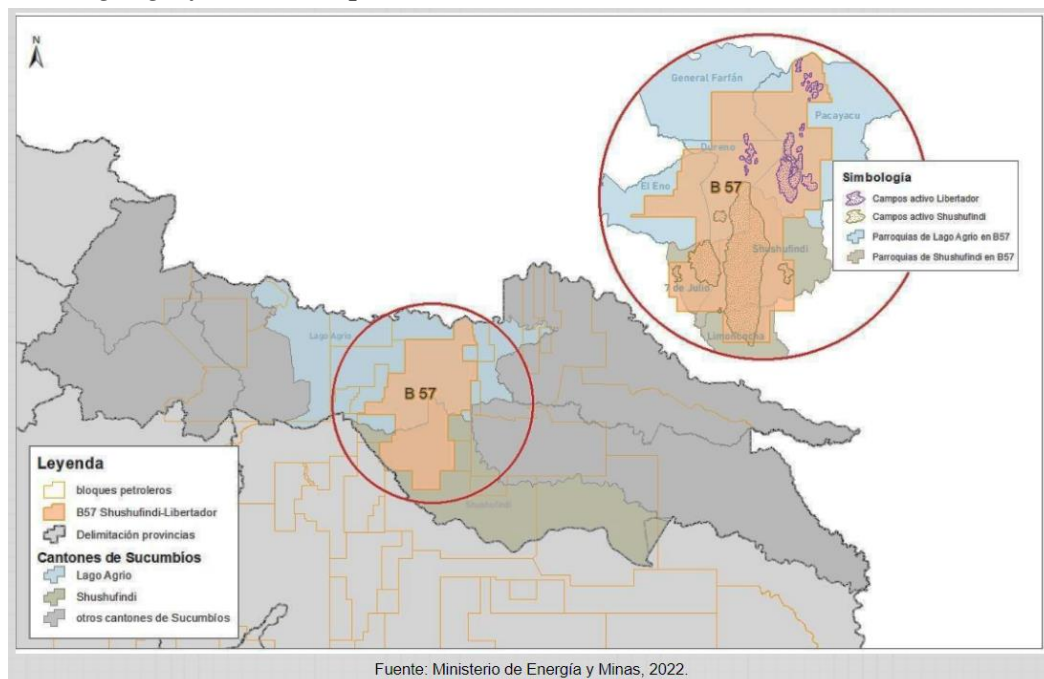 N
General Farfán
Pacayacu
Dureno
El Eno
B 57
Shushufindi
7 de Julio
Limoncocha
Simbología
Campos activo Libertador
Campos activo Shushufindi
Parroquias de Lago Agrio en B57
Parroquias de Shushufindi en B57
Lago Agrio
B 57
Shushufindi
Leyenda
bloques petroleros
B57 Shushufindi-Libertador
Delimitación provincias
Cantones de Sucumbíos
Lago Agrio
Shushufindi
otros cantones de Sucumbíos
Fuente: Ministerio de Energía y Minas, 2022.